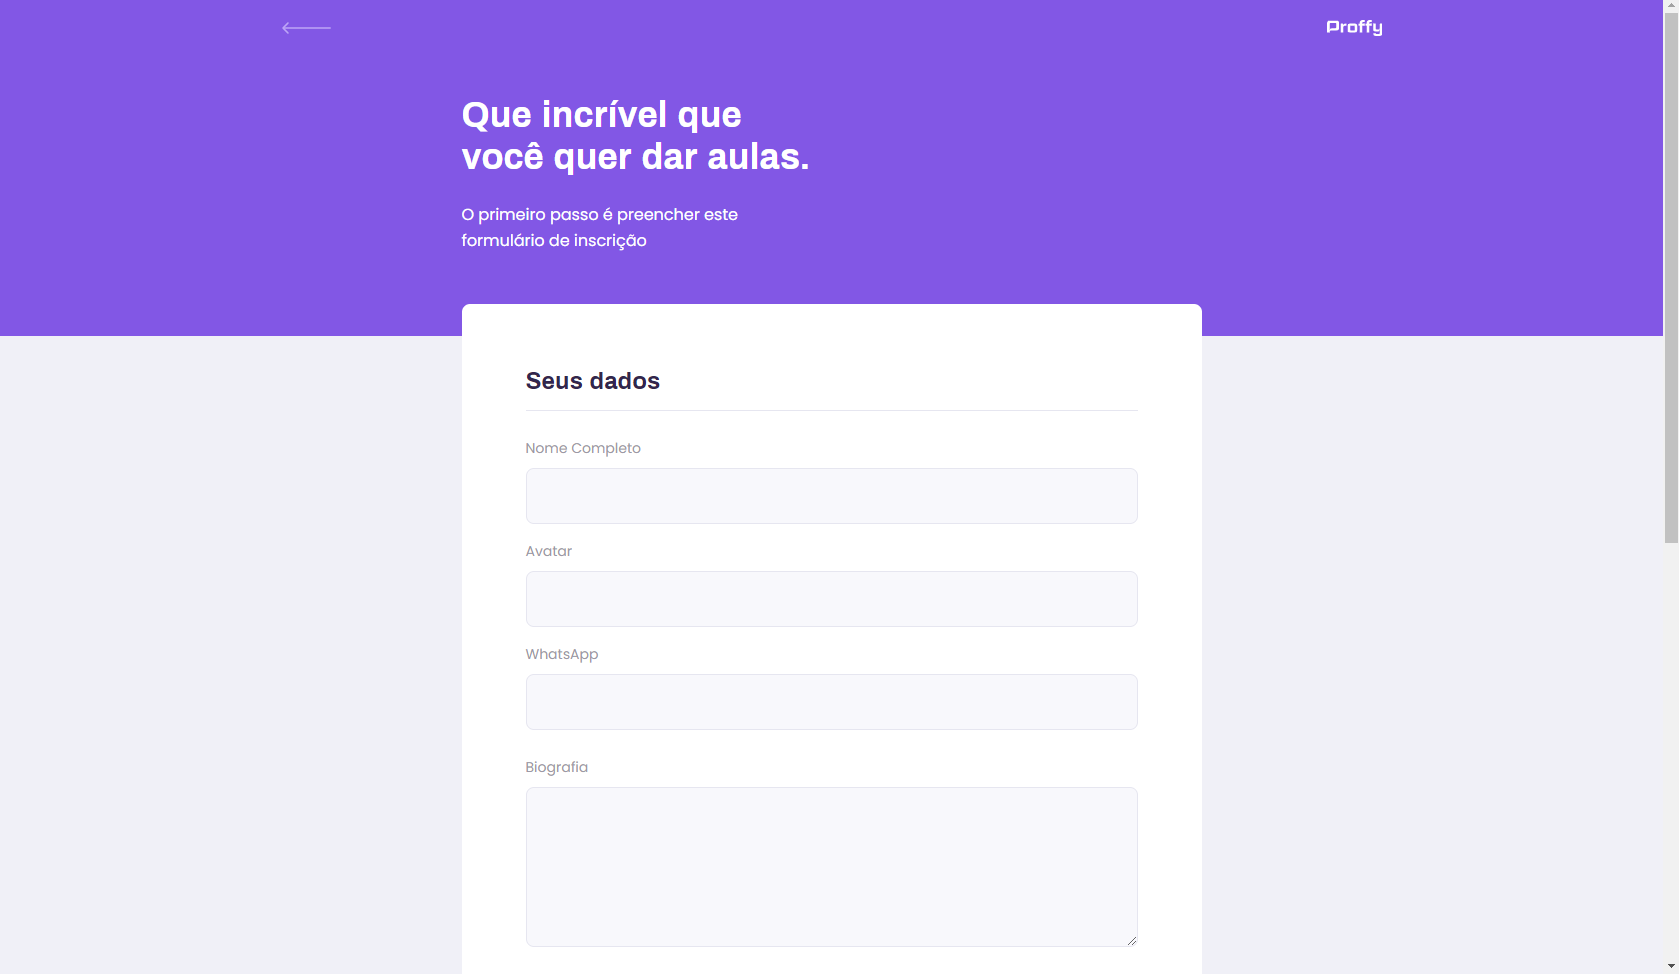 Proffy
Que incrível que
você quer dar aulas.
O primeiro passo é preencher este
formulário de inscrição
Seus dados
Nome Completo
Avatar
WhatsApp
Biografia